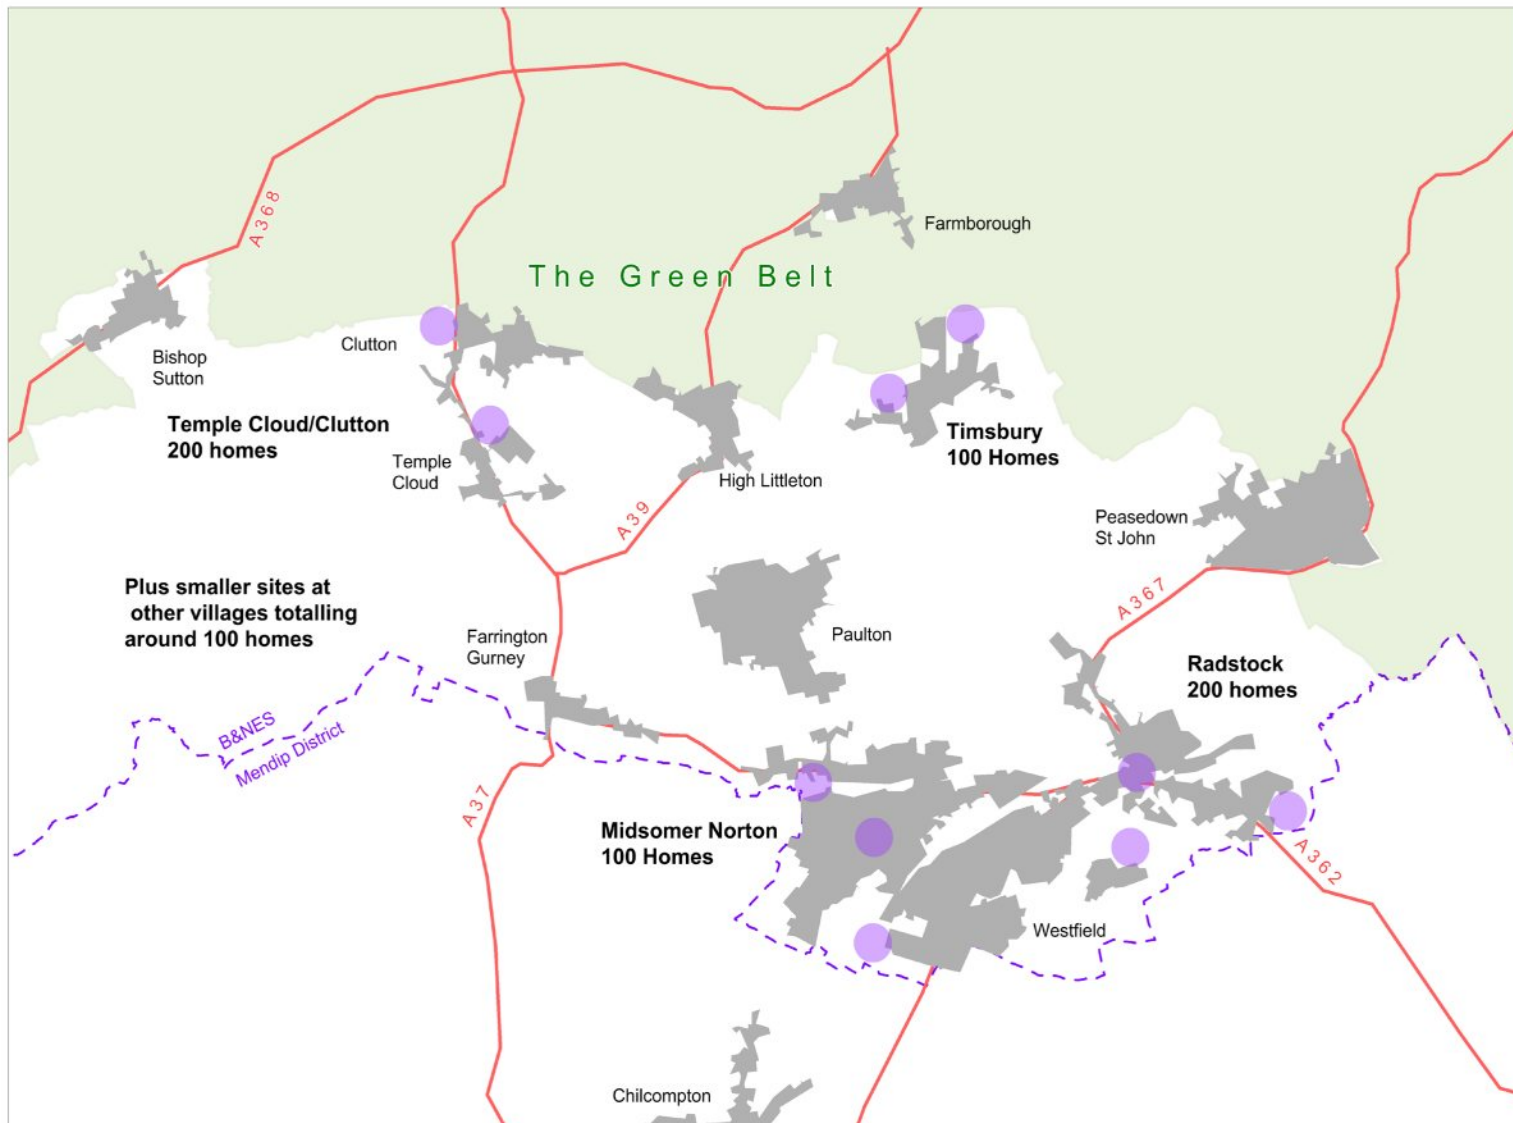 A368
Farmborough
The Green Belt
Clutton
Bishop
Sutton
Temple Cloud/Clutton
200 homes
Timsbury
100 Homes
Temple
Cloud
High Littleton
A39
Peasedown
St John
Plus smaller sites at
other villages totalling
around 100 homes
A367
Farrington
Gurney
Paulton
Radstock
200 homes
B&NES
Mendip District
A37
Midsomer Norton
100 Homes
A362
Westfield
Chilcompton